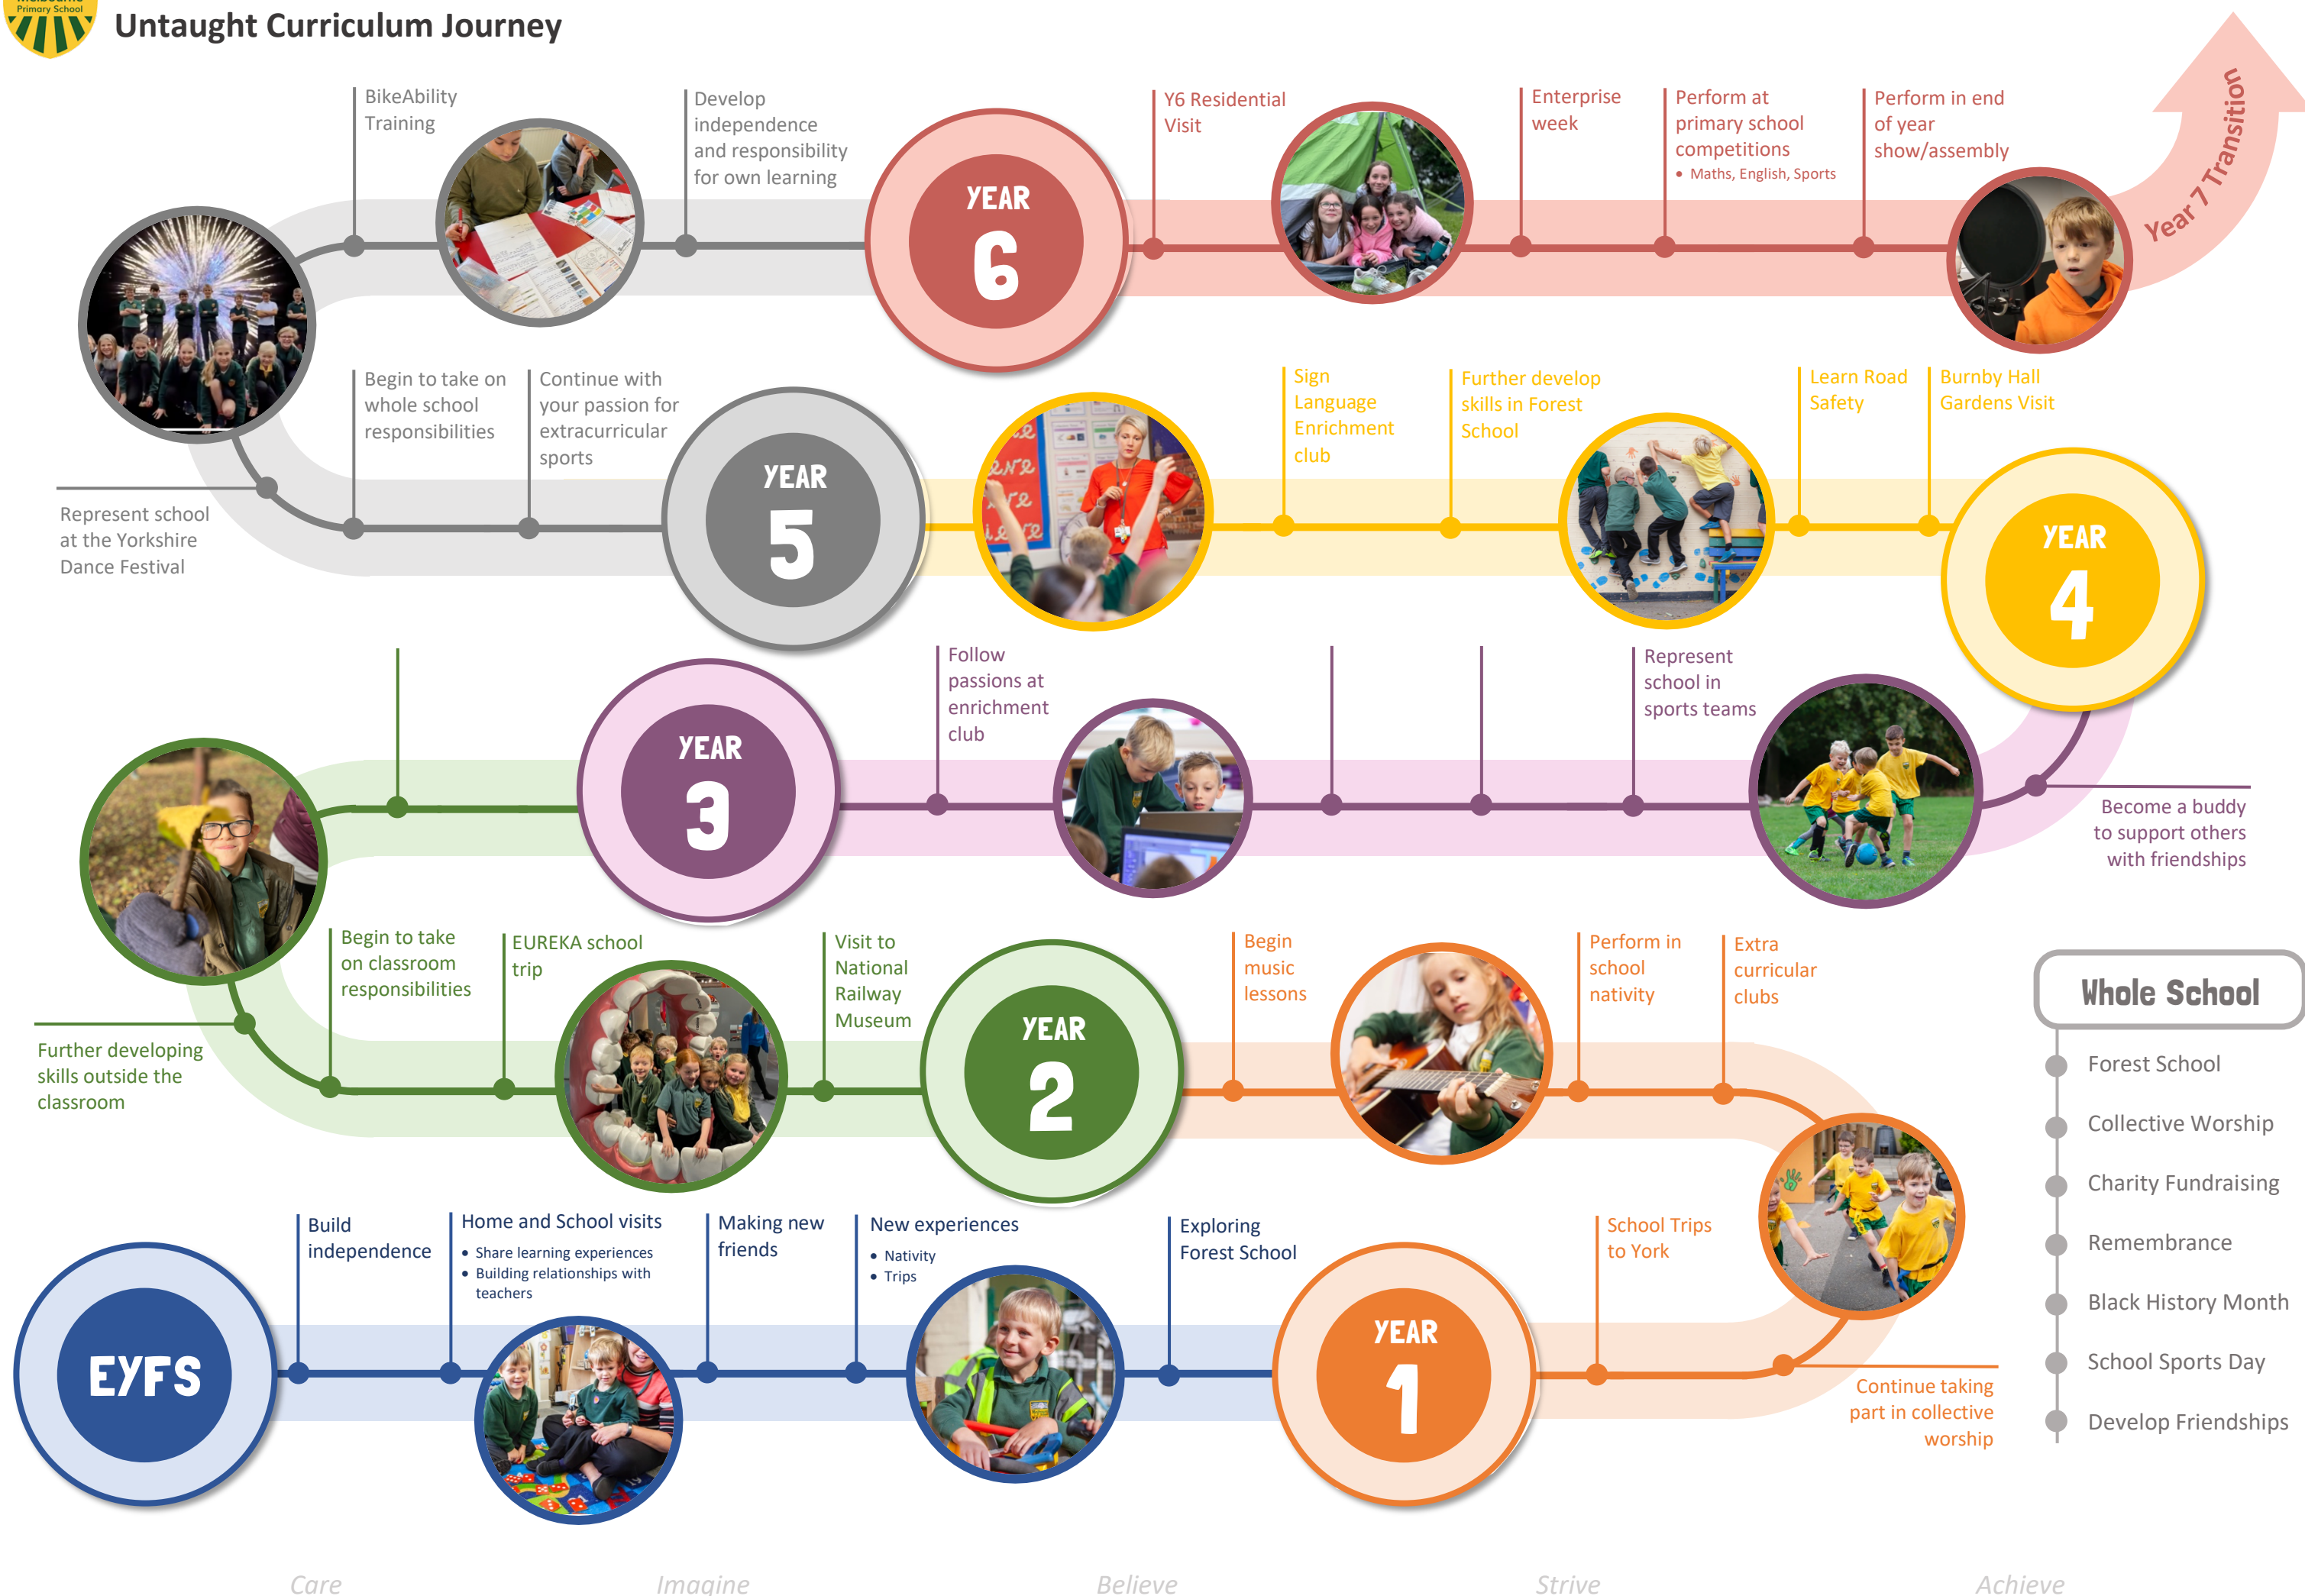 Primary School
Untaught Curriculum Journey
BikeAbility
Training
Develop
independence
and responsibility
for own learning
YEAR
6
Y6 Residential
Visit
Enterprise
week
Perform at
primary school
competitions
• Maths, English, Sports
Perform in end
of year
show/assembly
Year 7 Transition
Represent school
at the Yorkshire
Dance Festival
Begin to take on
whole school
responsibilities
Continue with
your passion for
extracurricular
sports
YEAR
5
Sign
Language
Enrichment
club
Further develop
skills in Forest
School
Learn Road
Safety
Burnby Hall
Gardens Visit
YEAR
4
YEAR
3
Follow
passions at
enrichment
club
Represent
school in
sports teams
Become a buddy
to support others
with friendships
Further developing
skills outside the
classroom
Begin to take
on classroom
responsibilities
EUREKA school
trip
Visit to
National
Railway
Museum
YEAR
2
Begin
music
lessons
Perform in
school
nativity
Extra
curricular
clubs
Whole School
Forest School
Collective Worship
Charity Fundraising
Remembrance
Black History Month
School Sports Day
Develop Friendships
EYFS
Build
independence
Home and School visits
• Share learning experiences
• Building relationships with
teachers
Making new
friends
New experiences
• Nativity
• Trips
Exploring
Forest School
YEAR
1
School Trips
to York
Continue taking
part in collective
worship
Care Imagine Believe Strive Achieve